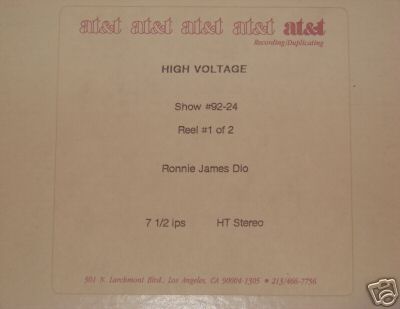 at&t at&t at&t at&t at&t
Recording/Duplicating
HIGH VOLTAGE
Show #92-24
Reel #1 of 2
Ronnie James Dio
7 1/2 ips HT Stereo
501 N. Larchmont Blvd., Los Angeles, CA 90004-1305 • 213/466-7756
ebY